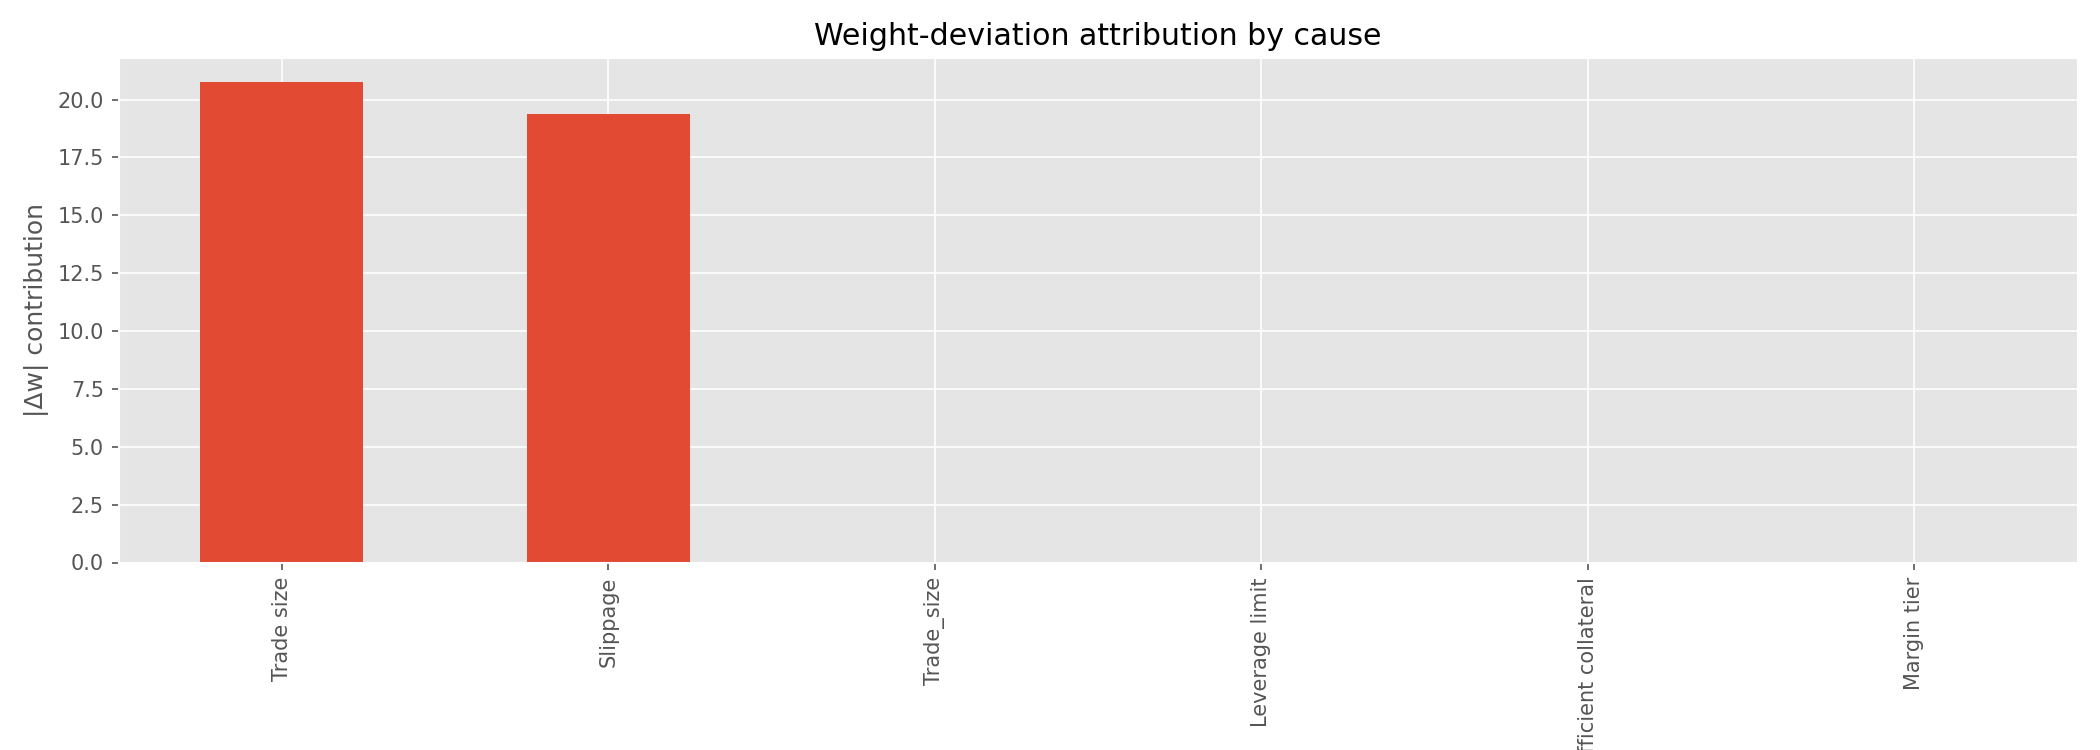 Weight-deviation attribution by cause
|Δw| contribution
20.0
17.5
15.0
12.5
10.0
7.5
5.0
2.5
0.0
Trade size
Slippage
Trade_size
Leverage limit
fficient collateral
Margin tier